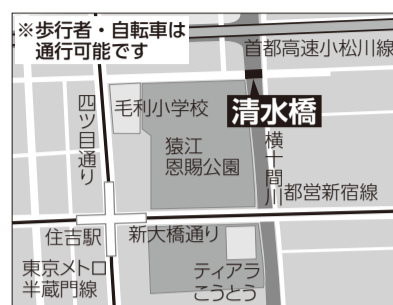 ※歩行者・自転車は
通行可能です
首都高速小松川線
四ツ目通り
毛利小学校
清水橋
猿江
恩賜公園
横十間川
都営新宿線
住吉駅
新大橋通り
東京メトロ
半蔵門線
ティアラ
こうとう